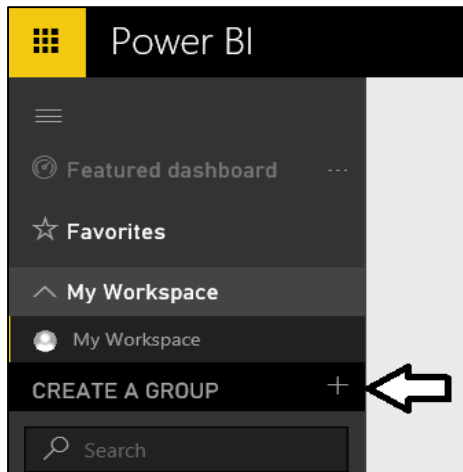 Power BI
Featured dashboard ...
Favorites
My Workspace
My Workspace
CREATE A GROUP +
Search